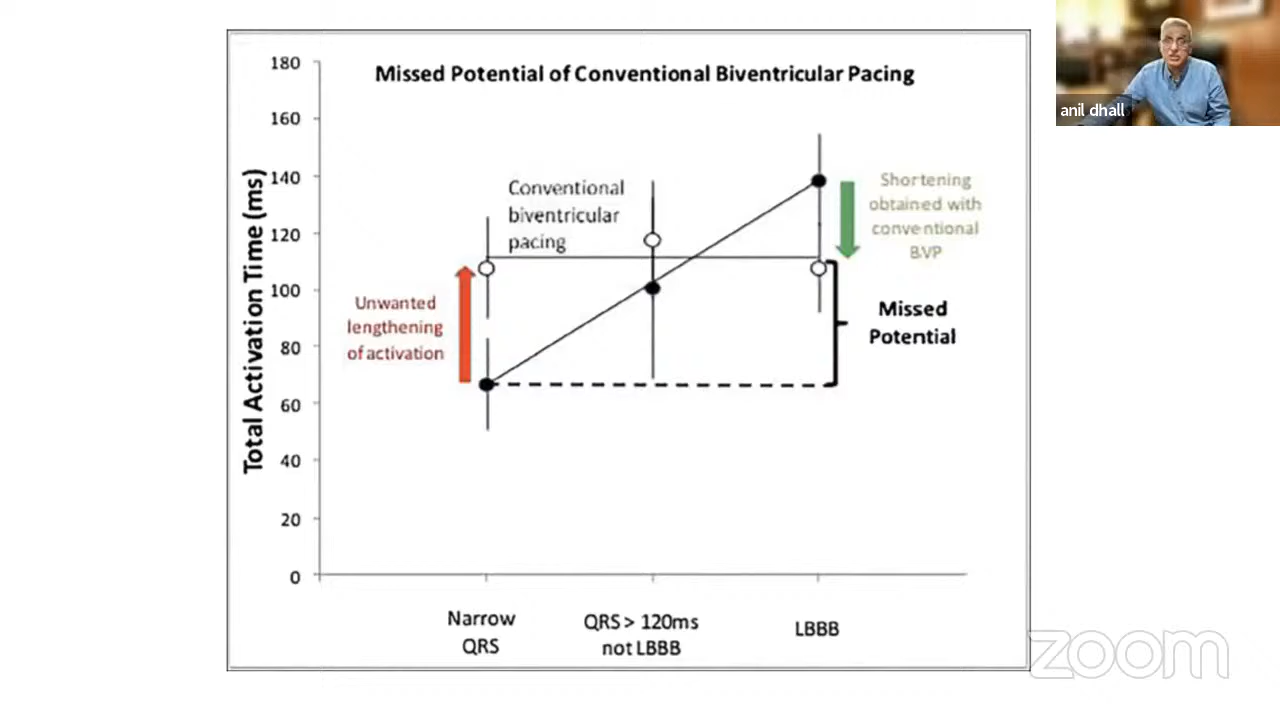 Missed Potential of Conventional Biventricular Pacing
anil dhall
Total Activation Time (ms)
180
160
140
120
100
80
60
40
20
0
Conventional
biventricular
pacing
Shortening
obtained with
conventional
BVP
Unwanted
lengthening
of activation
Missed
Potential
Narrow
QRS
QRS > 120ms
not LBBB
LBBB
zoom